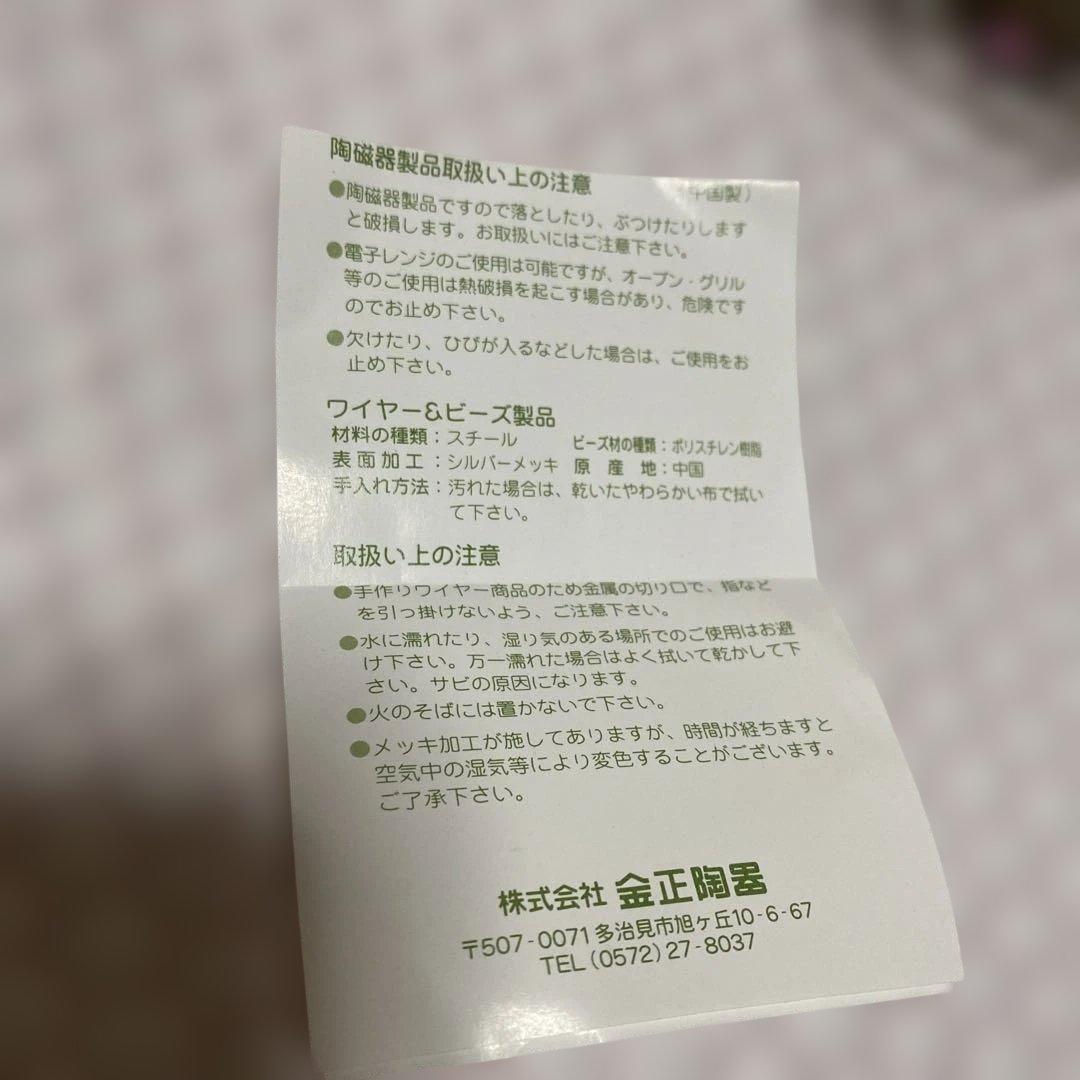 陶磁器製品取扱い上の注意 (中国製)
●陶磁器製品ですので落としたり、ぶつけたりします
と破損します。お取扱いにはご注意下さい。
●電子レンジのご使用は可能ですが、オーブン・グリル
等のご使用は熱破損を起こす場合があり、危険です
のでお止め下さい。
●欠けたり、ひびが入るなどした場合は、ご使用をお
止め下さい。
ワイヤー&ビーズ製品
材料の種類：スチール ビーズ材の種類：ポリスチレン樹脂
表面加工：シルバーメッキ 原産地：中国
手入れ方法：汚れた場合は、乾いたやわらかい布で拭い
て下さい。
取扱い上の注意
●手作りワイヤー商品のため金属の切り口で、指など
を引っ掛けないよう、ご注意下さい。
●水に濡れたり、湿り気のある場所でのご使用はお避
け下さい。万一濡れた場合はよく拭いて乾かして下
さい。サビの原因になります。
●火のそばには置かないで下さい。
●メッキ加工が施してありますが、時間が経ちますと
空気中の湿気等により変色することがございます。
ご了承下さい。
株式会社 金正陶器
〒507-0071 多治見市旭ヶ丘10-6-67
TEL(0572)27-8037